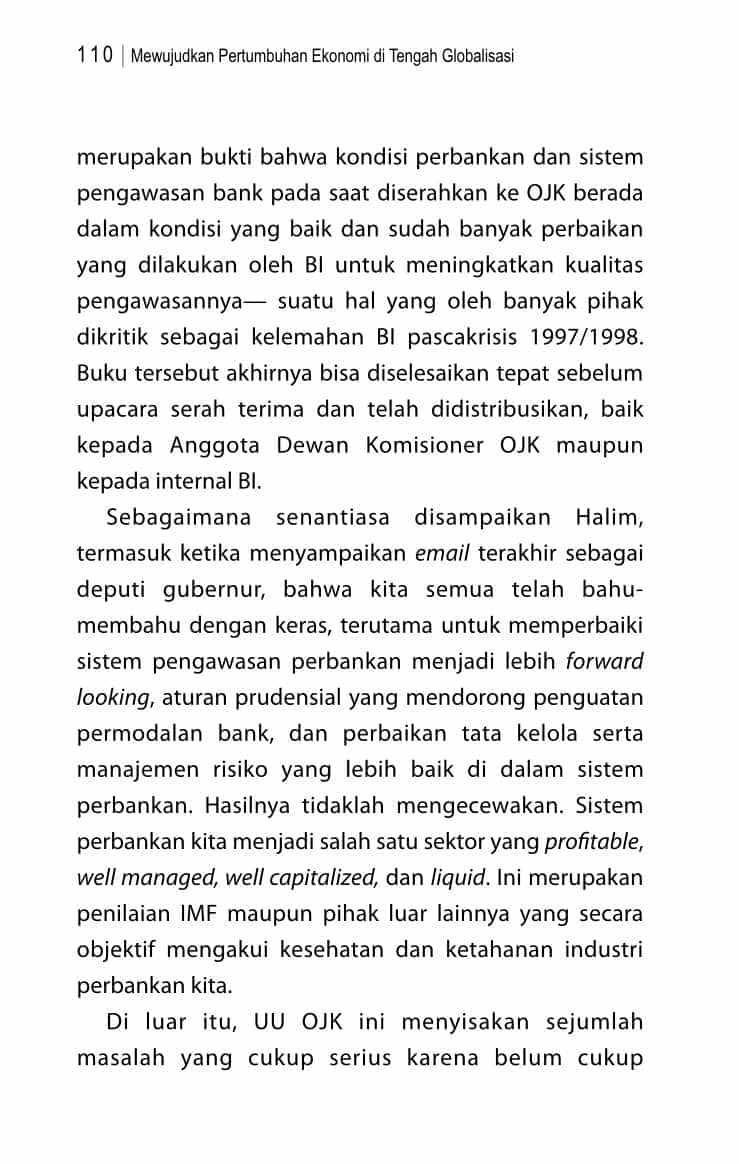 110 | Mewujudkan Pertumbuhan Ekonomi di Tengah Globalisasi
merupakan bukti bahwa kondisi perbankan dan sistem
pengawasan bank pada saat diserahkan ke OJK berada
dalam kondisi yang baik dan sudah banyak perbaikan
yang dilakukan oleh BI untuk meningkatkan kualitas
pengawasannya— suatu hal yang oleh banyak pihak
dikritik sebagai kelemahan BI pascakrisis 1997/1998.
Buku tersebut akhirnya bisa diselesaikan tepat sebelum
upacara serah terima dan telah didistribusikan, baik
kepada Anggota Dewan Komisioner OJK maupun
kepada internal BI.
Sebagaimana senantiasa disampaikan Halim,
termasuk ketika menyampaikan email terakhir sebagai
deputi gubernur, bahwa kita semua telah bahu-
membahu dengan keras, terutama untuk memperbaiki
sistem pengawasan perbankan menjadi lebih forward
looking, aturan prudensial yang mendorong penguatan
permodalan bank, dan perbaikan tata kelola serta
manajemen risiko yang lebih baik di dalam sistem
perbankan. Hasilnya tidaklah mengecewakan. Sistem
perbankan kita menjadi salah satu sektor yang profitable,
well managed, well capitalized, dan liquid. Ini merupakan
penilaian IMF maupun pihak luar lainnya yang secara
objektif mengakui kesehatan dan ketahanan industri
perbankan kita.
Di luar itu, UU OJK ini menyisakan sejumlah
masalah yang cukup serius karena belum cukup